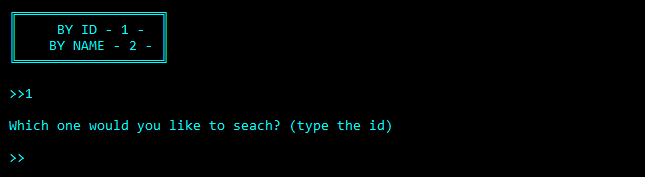 BY ID - 1 -
BY NAME - 2 -
>>1
Which one would you like to seach? (type the id)
>>